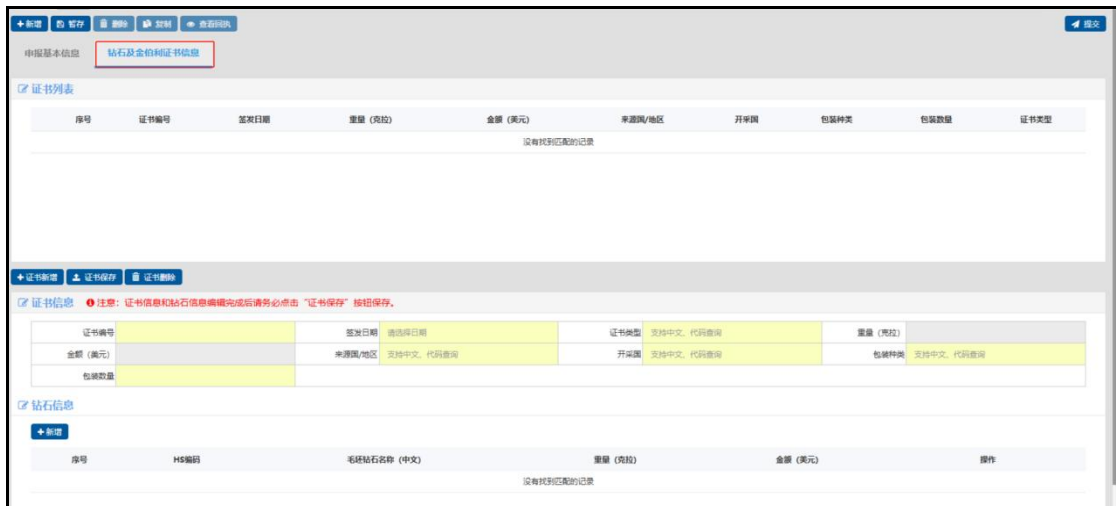 新增 暂存 删除 复制 查看回执 提交
申报基本信息 钻石及金伯利证书信息
证书列表
序号 证书编号 签发日期 重量（克拉） 金额（美元） 来源国/地区 开采国 包装种类 包装数量 证书类型
没有找到匹配的记录
证书新增 证书保存 证书删除
证书信息 注意：证书信息和钻石信息编辑完成后请务必点击“证书保存”按钮保存。
证书编号 签发日期 请选择日期 证书类型 支持中文、代码查询 重量（克拉）
金额（美元） 来源国/地区 支持中文、代码查询 开采国 支持中文、代码查询 包装种类 支持中文、代码查询
包装数量
钻石信息
新增
序号 HS编码 毛坯钻石名称（中文） 重量（克拉） 金额（美元） 操作
没有找到匹配的记录